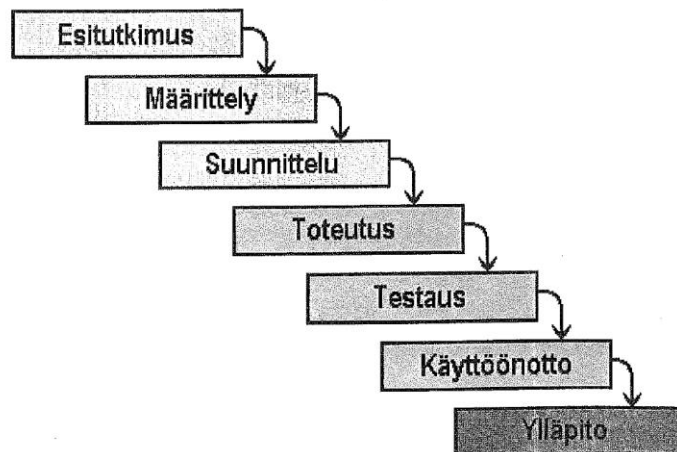 Esitutkimus
Määrittely
Suunnittelu
Toteutus
Testaus
Käyttöönotto
Ylläpito